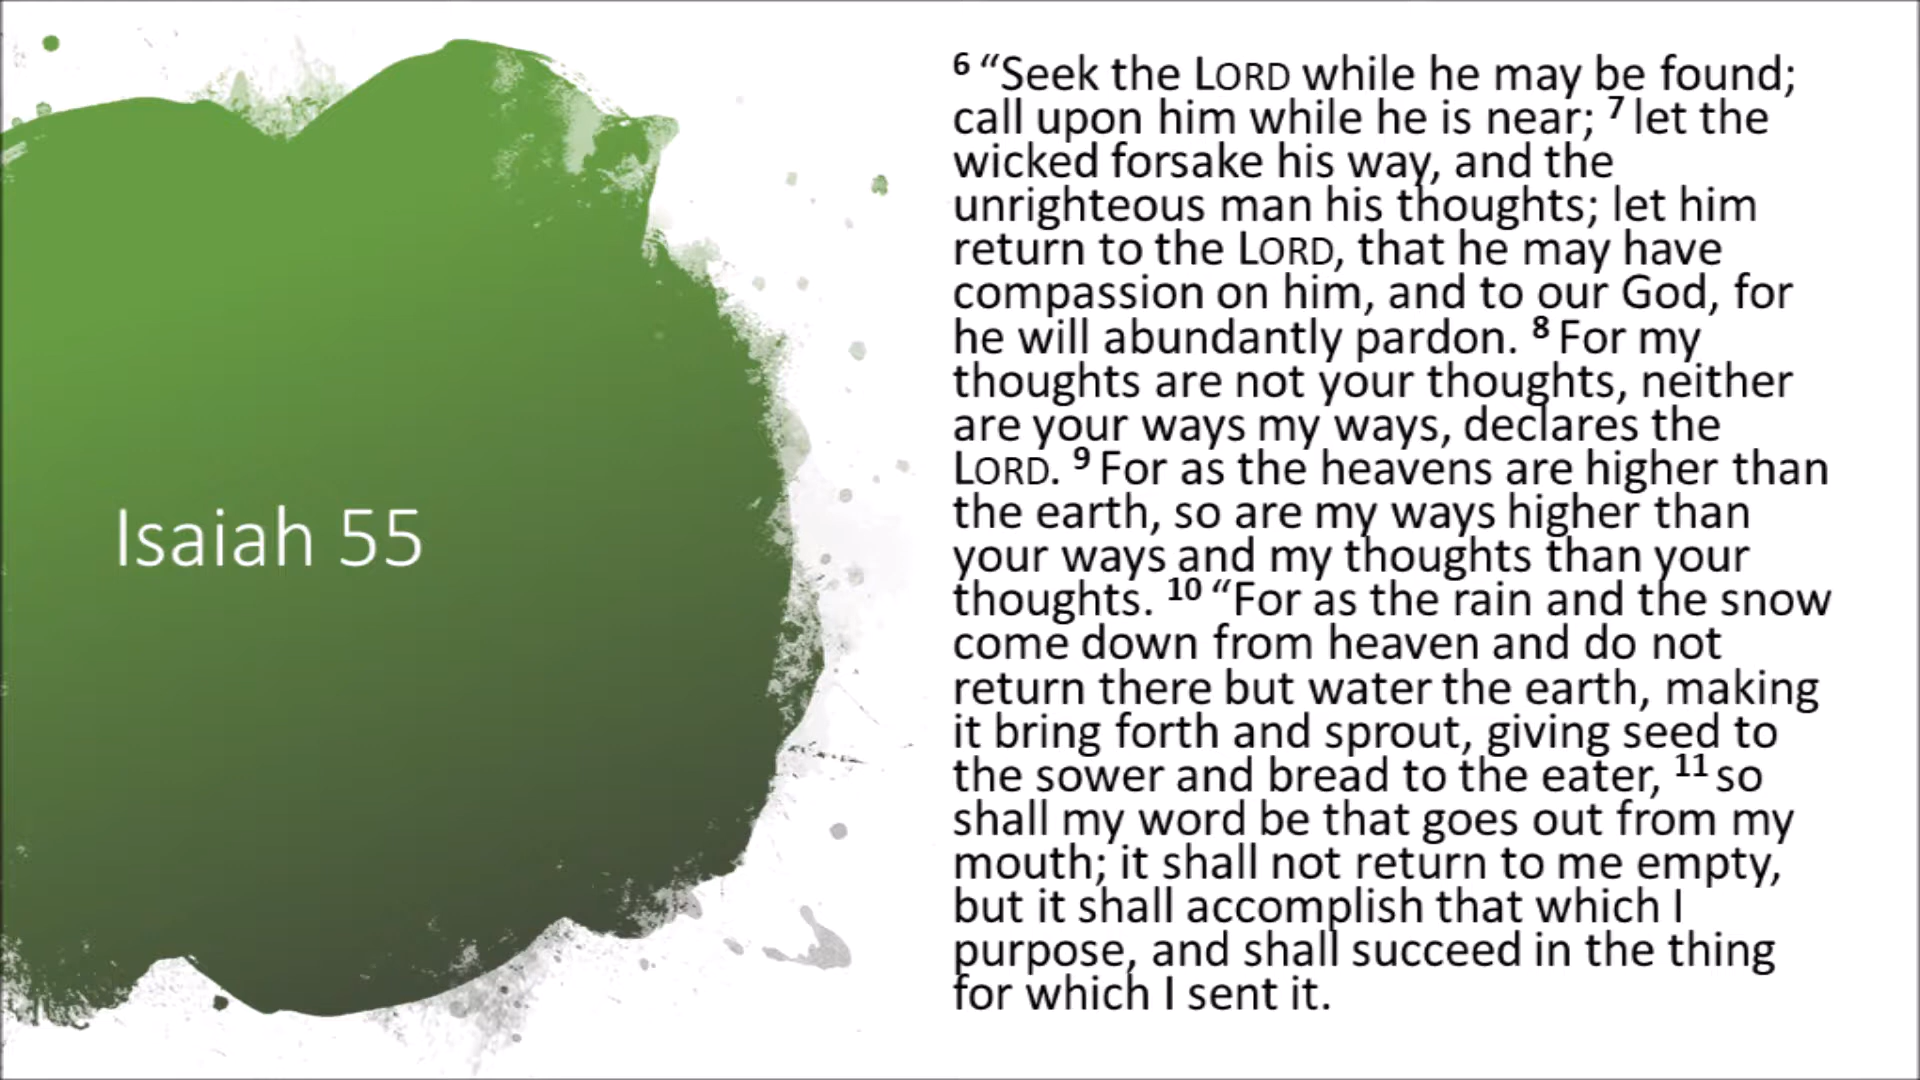 Isaiah 55
6 “Seek the LORD while he may be found;
call upon him while he is near; 7 let the
wicked forsake his way, and the
unrighteous man his thoughts; let him
return to the LORD, that he may have
compassion on him, and to our God, for
he will abundantly pardon. 8 For my
thoughts are not your thoughts, neither
are your ways my ways, declares the
LORD. 9 For as the heavens are higher than
the earth, so are my ways higher than
your ways and my thoughts than your
thoughts. 10 “For as the rain and the snow
come down from heaven and do not
return there but water the earth, making
it bring forth and sprout, giving seed to
the sower and bread to the eater, 11 so
shall my word be that goes out from my
mouth; it shall not return to me empty,
but it shall accomplish that which I
purpose, and shall succeed in the thing
for which I sent it.